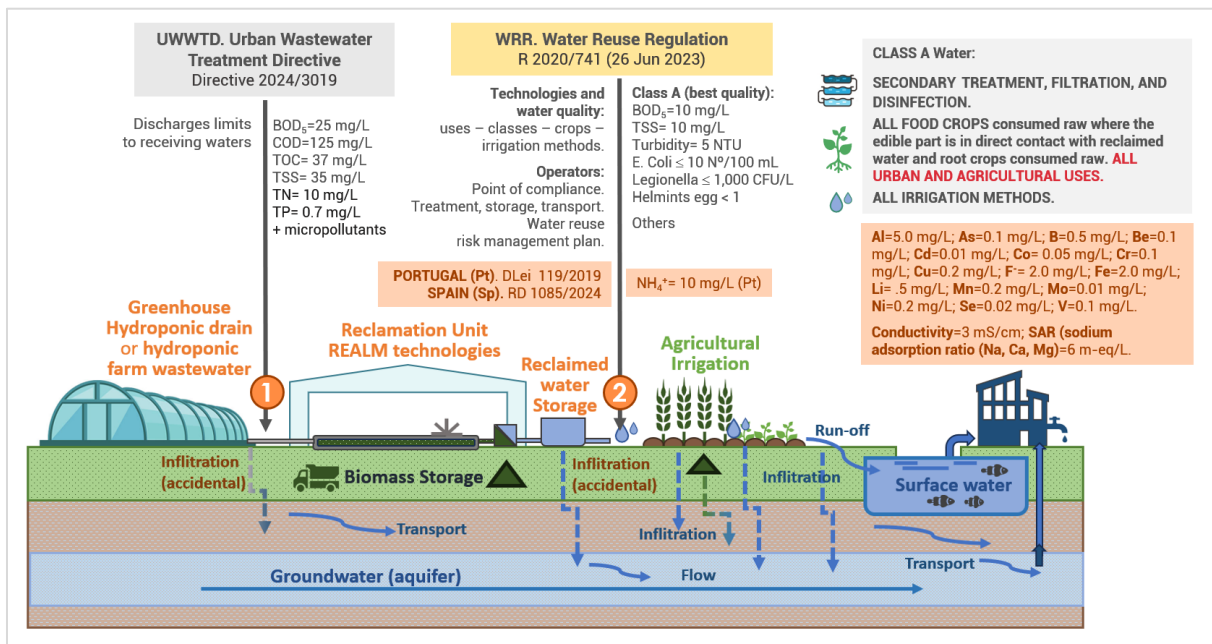 UWWTD. Urban Wastewater
Treatment Directive
Directive 2024/3019
Discharges limits
to receiving waters
BOD₅=25 mg/L
COD=125 mg/L
TOC= 37 mg/L
TSS= 35 mg/L
TN= 10 mg/L
TP= 0.7 mg/L
+ micropollutants
WRR. Water Reuse Regulation
R 2020/741 (26 Jun 2023)
Technologies and
water quality:
uses – classes – crops –
irrigation methods.
Operators:
Point of compliance.
Treatment, storage, transport.
Water reuse
risk management plan.
Class A (best quality):
BOD₅=10 mg/L
TSS= 10 mg/L
Turbidity= 5 NTU
E. Coli ≤ 10 Nº/100 mL
Legionella ≤ 1,000 CFU/L
Helmints egg < 1
Others
PORTUGAL (Pt). DLei 119/2019
SPAIN (Sp). RD 1085/2024
NH₄⁺= 10 mg/L (Pt)
CLASS A Water:
SECONDARY TREATMENT, FILTRATION, AND
DISINFECTION.
ALL FOOD CROPS consumed raw where the
edible part is in direct contact with reclaimed
water and root crops consumed raw. ALL
URBAN AND AGRICULTURAL USES.
ALL IRRIGATION METHODS.
Al=5.0 mg/L; As=0.1 mg/L; B=0.5 mg/L; Be=0.1
mg/L; Cd=0.01 mg/L; Co= 0.05 mg/L; Cr=0.1
mg/L; Cu=0.2 mg/L; F⁻= 2.0 mg/L; Fe=2.0 mg/L;
Li= .5 mg/L; Mn=0.2 mg/L; Mo=0.01 mg/L;
Ni=0.2 mg/L; Se=0.02 mg/L; V=0.1 mg/L.
Conductivity=3 mS/cm; SAR (sodium
adsorption ratio (Na, Ca, Mg)=6 m-eq/L.
Greenhouse
Hydroponic drain
or hydroponic
farm wastewater
1
Reclamation Unit
REALM technologies
Reclaimed
water
Storage
2
Agricultural
Irrigation
Run-off
Inflitration
(accidental)
Biomass Storage
Inflitration
(accidental)
Inflitration
Surface water
Transport
Inflitration
Groundwater (aquifer)
Flow
Transport